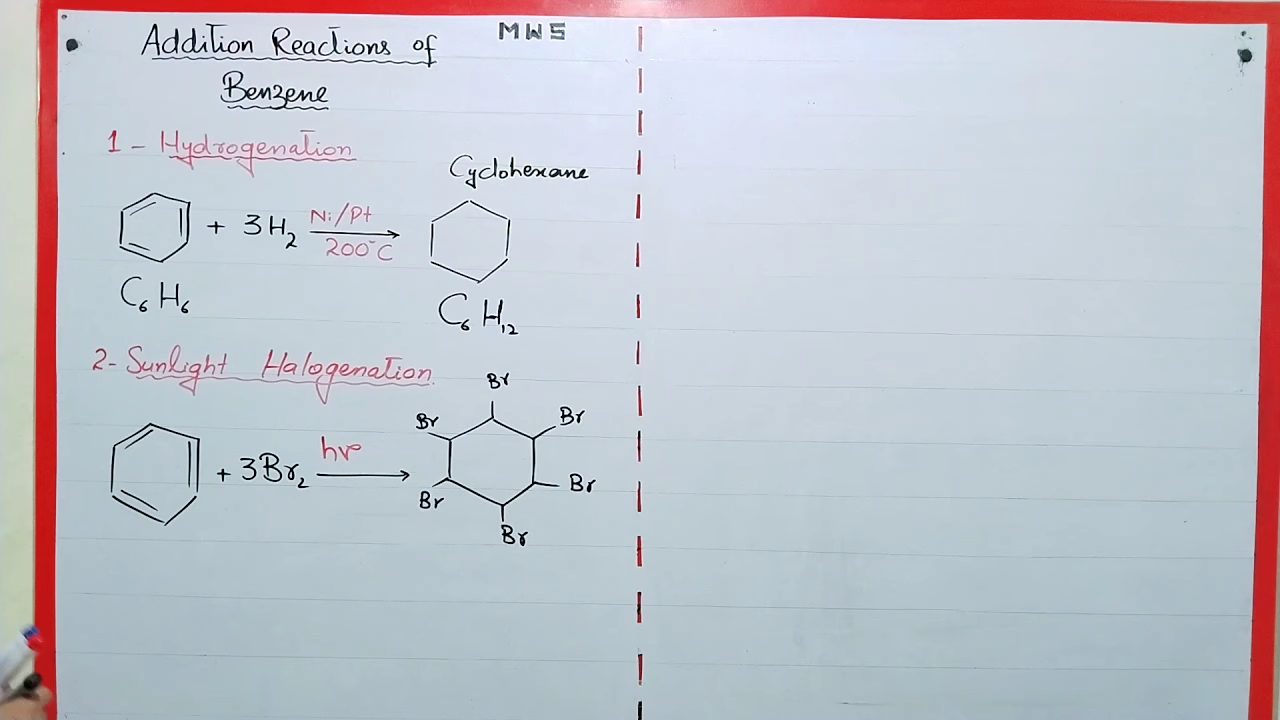 MWS
Addition Reactions of
Benzene
1 - Hydrogenation
Cyclohexane
+ 3H₂ Ni/Pt 200°C
C₆H₆
C₆H₁₂
2- Sunlight Halogenation
+ 3Br₂ hν
Br
Br
Br
Br
Br
Br